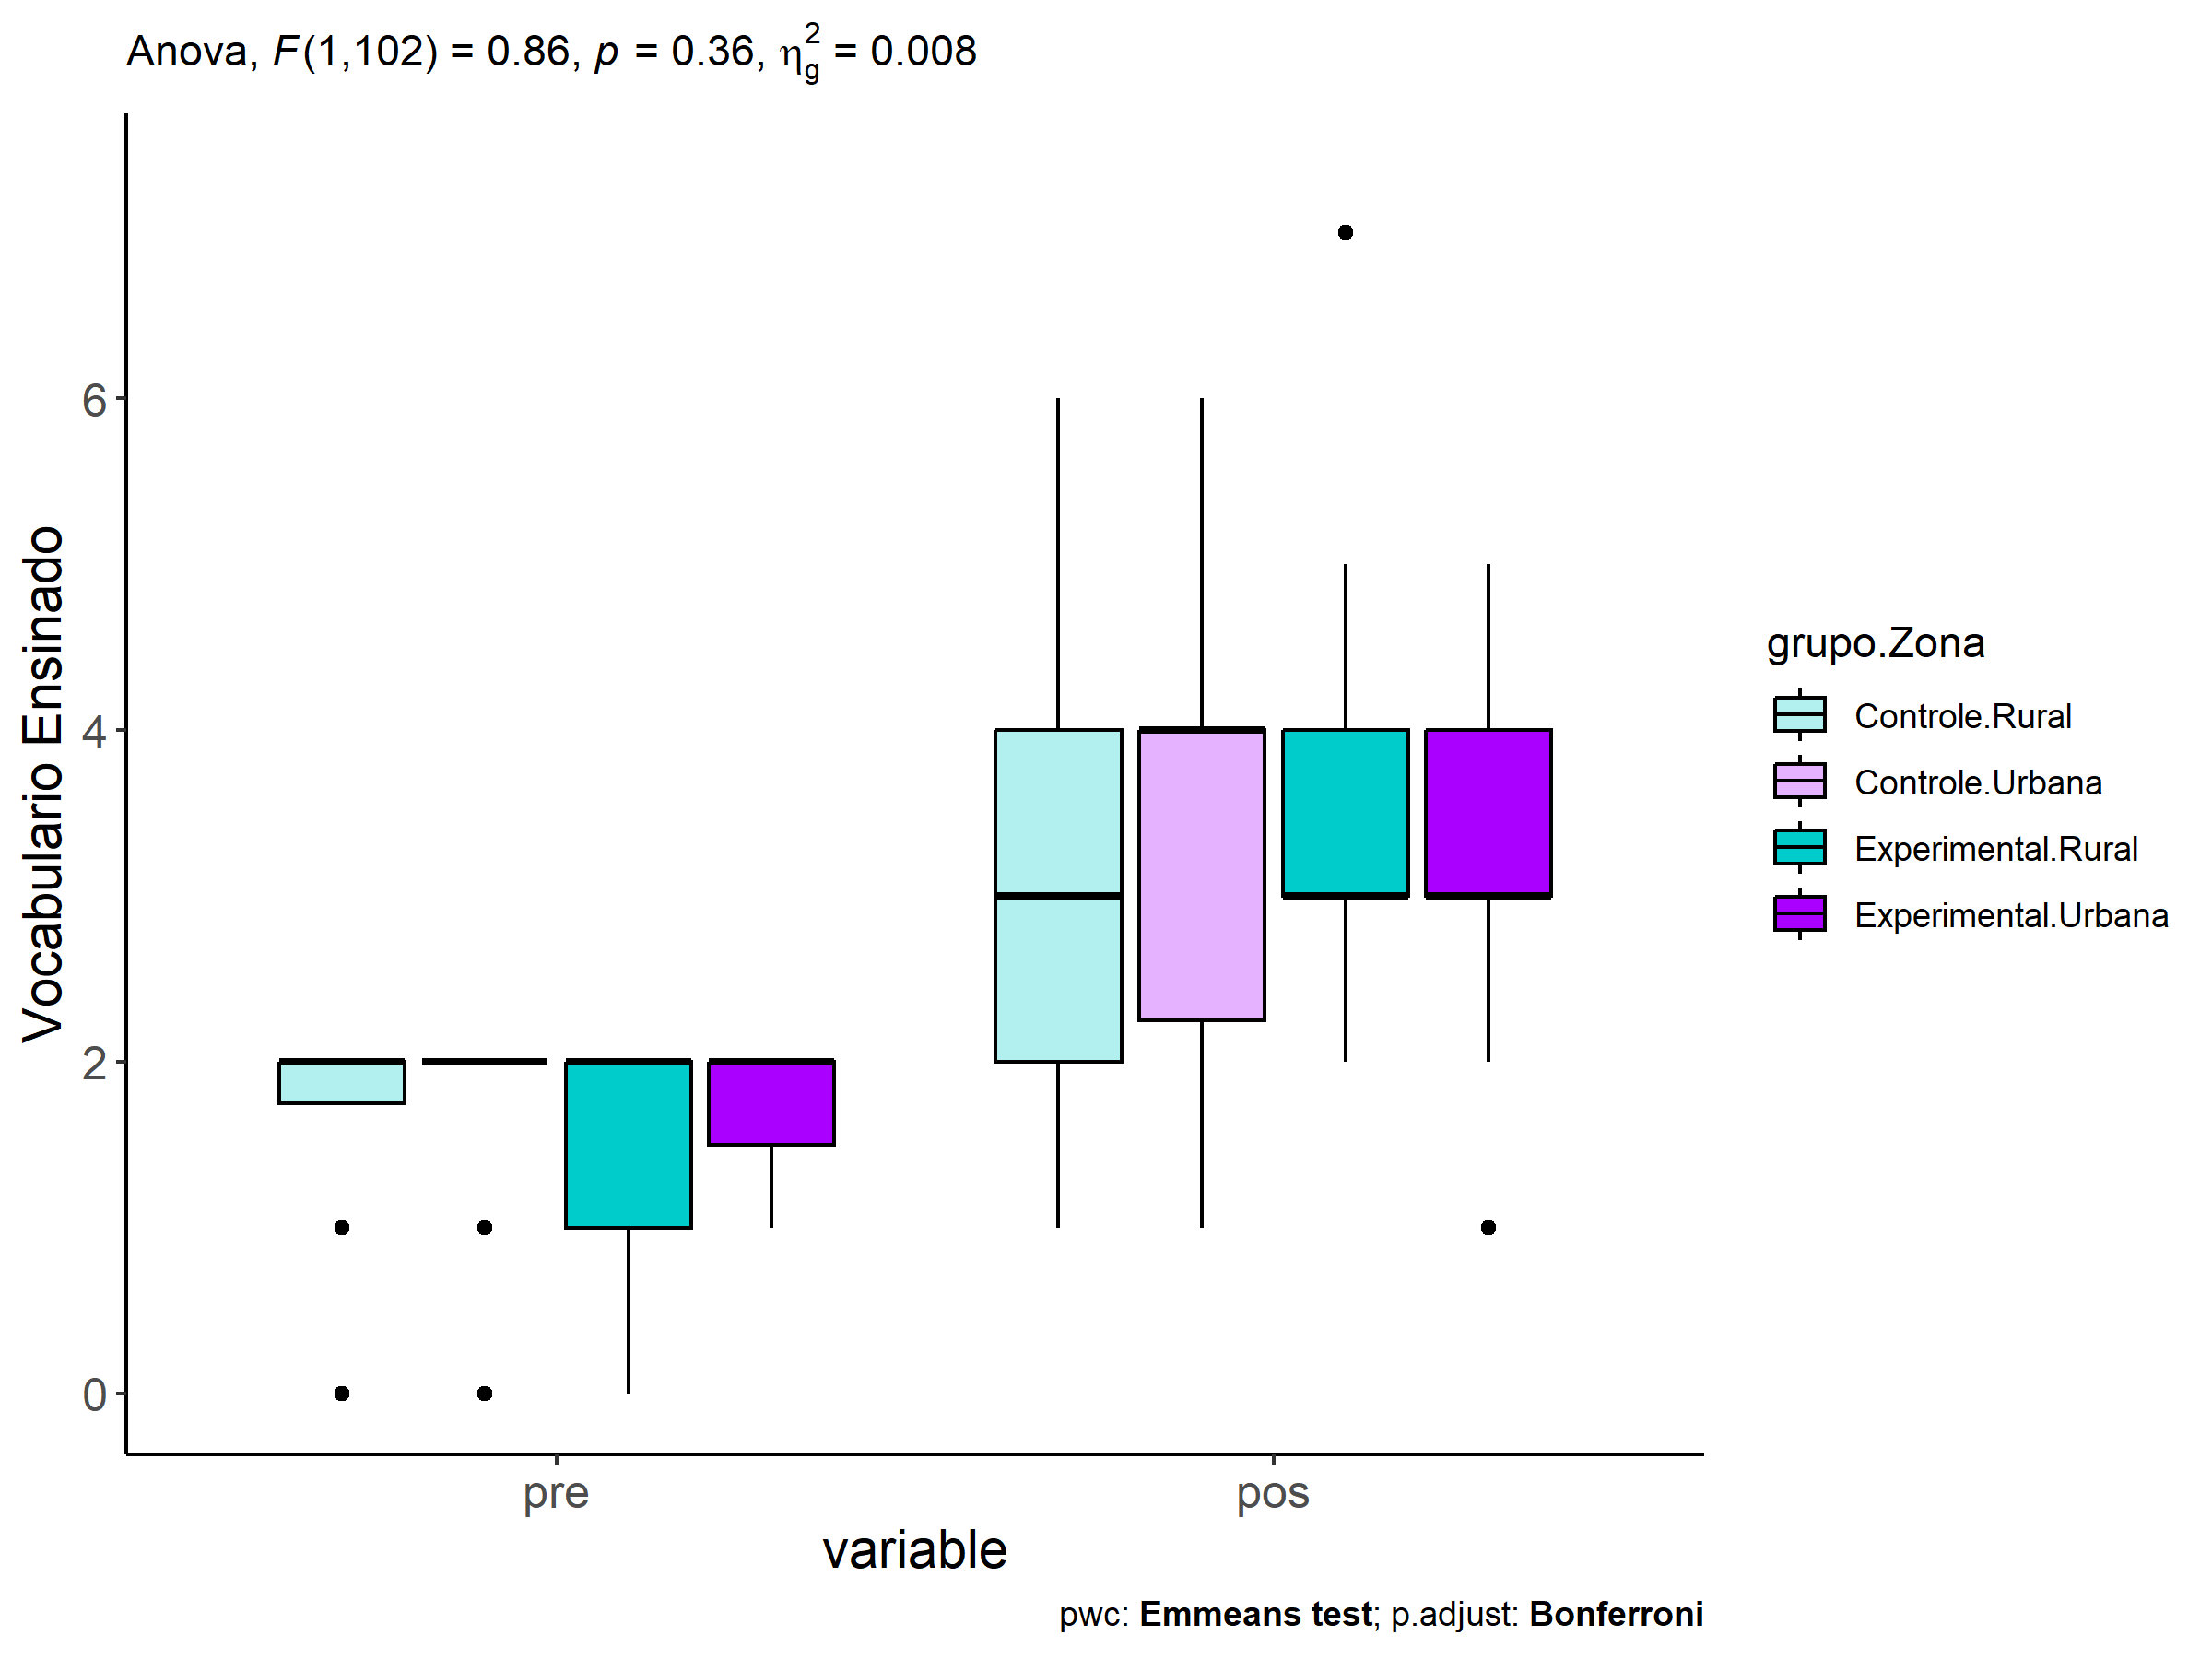 Anova, F(1,102) = 0.86, p = 0.36, η²g = 0.008
Vocabulario Ensinado
6
4
2
0
pre
pos
variable
grupo.Zona
Controle.Rural
Controle.Urbana
Experimental.Rural
Experimental.Urbana
pwc: Emmeans test; p.adjust: Bonferroni